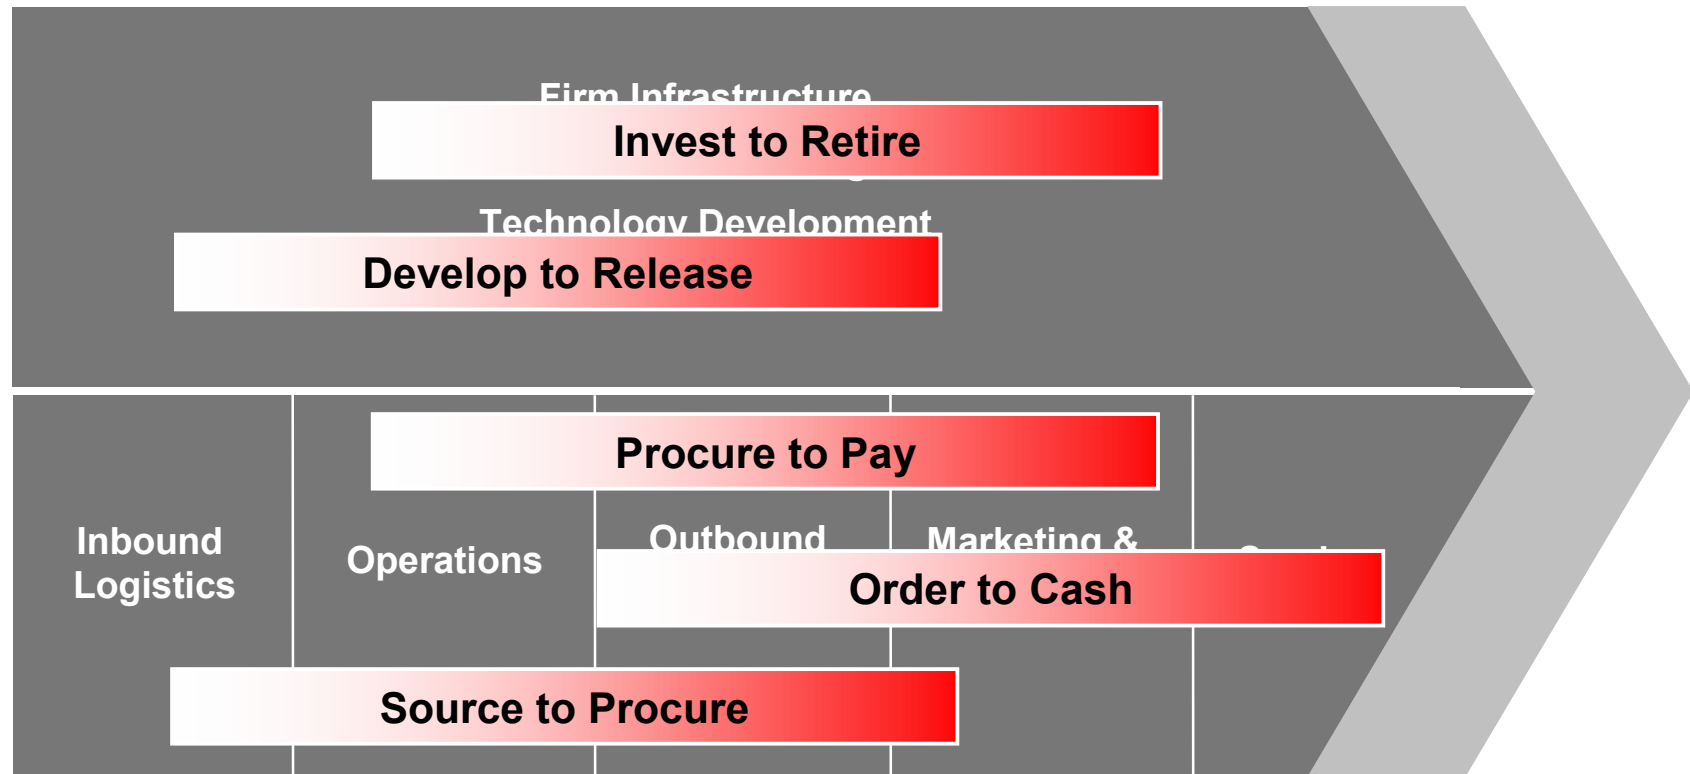 Firm Infrastructure
Invest to Retire
Technology Development
Develop to Release
Procure to Pay
Inbound
Logistics
Operations
Outbound
Marketing &
Order to Cash
Source to Procure